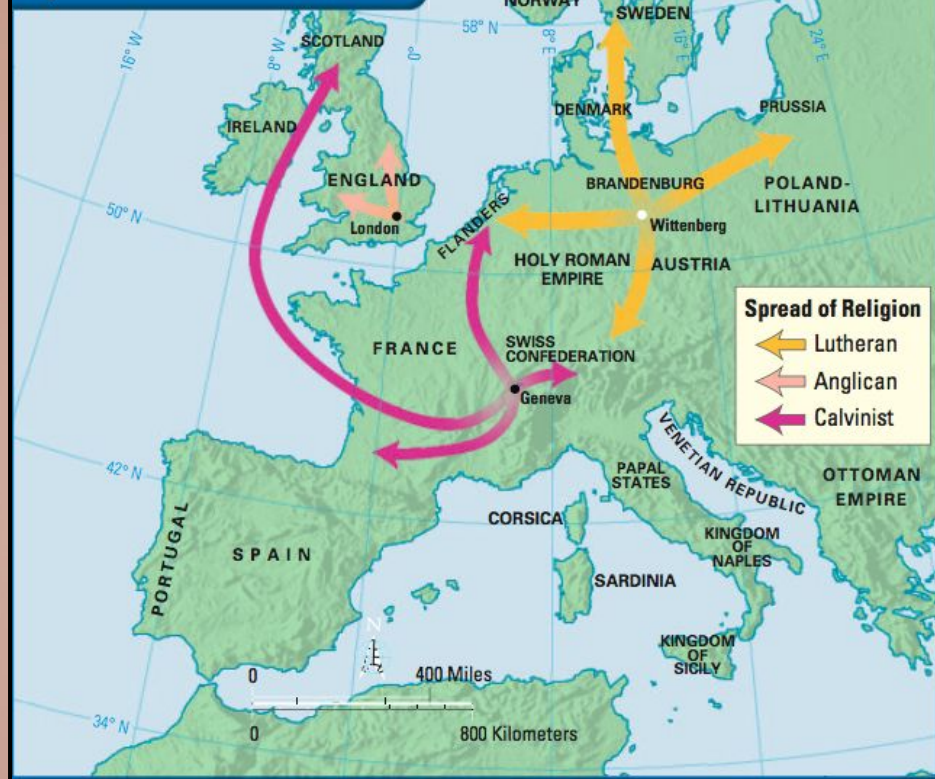 NORWAY
SWEDEN
58° N
8° E
16° E
24° E
16° W
8° W
0°
SCOTLAND
DENMARK
PRUSSIA
IRELAND
ENGLAND
BRANDENBURG
POLAND-
LITHUANIA
50° N
London
FLANDERS
Wittenberg
HOLY ROMAN
EMPIRE
AUSTRIA
Spread of Religion
Lutheran
Anglican
Calvinist
FRANCE
SWISS
CONFEDERATION
Geneva
VENETIAN REPUBLIC
42° N
PAPAL
STATES
OTTOMAN
EMPIRE
CORSICA
KINGDOM
OF
NAPLES
PORTUGAL
SPAIN
SARDINIA
N
KINGDOM
OF
SICILY
0
400 Miles
34° N
0
800 Kilometers